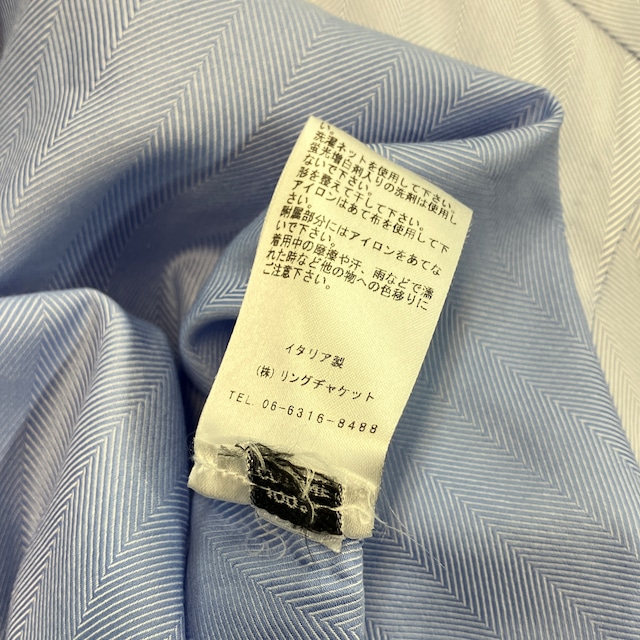 い。
洗濯ネットを使用して下さい。
蛍光増白剤入りの洗剤は使用し
ないで下さい。
形を整えて干して下さい。
アイロンはあて布を使用して下
さい。
附属部分にはアイロンをあてな
いで下さい。
着用中の摩擦や汗、雨などで濡
れた時など他の物への色移りに
ご注意下さい。
イタリア製
(株) リングヂャケット
TEL. 06-6316-8488
100%